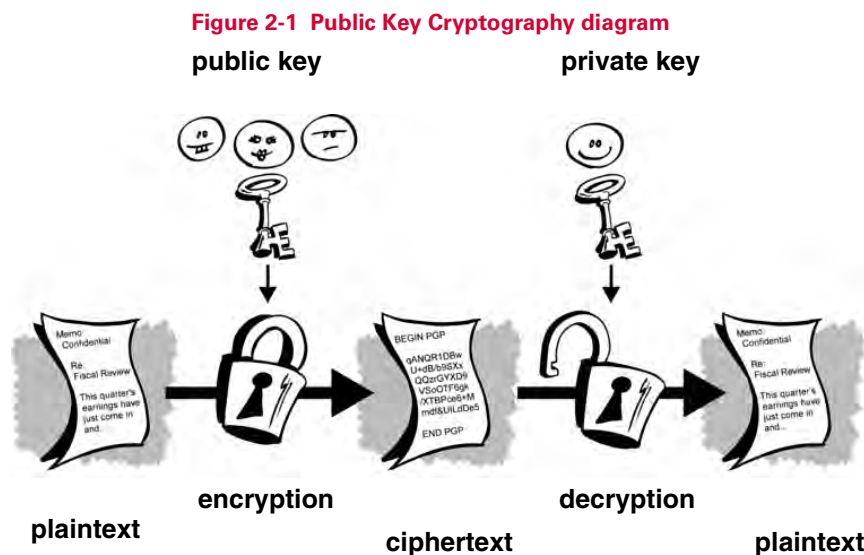 Figure 2-1 Public Key Cryptography diagram
public key
private key
Memo:
Confidential
Re:
Fiscal Review
This quarter's
earnings have
just come in
and...
BEGIN PGP
qANQR1DBw
U+dB/b9SXx
QQzrGYXD9
VSoOTF6gk
/XTBPce6+M
mdf&UILdDe5
END PGP
Memo:
Confidential
Re:
Fiscal Review
This quarter's
earnings have
just come in
and...
encryption
decryption
plaintext
ciphertext
plaintext